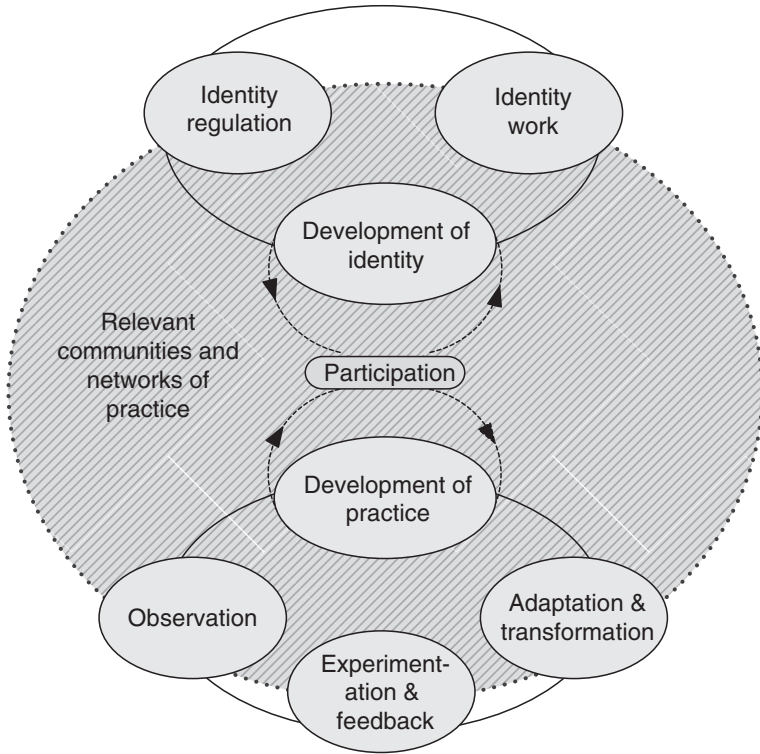 Identity
regulation
Identity
work
Development of
identity
Relevant
communities and
networks of
practice
Participation
Development of
practice
Observation
Adaptation &
transformation
Experiment-
ation &
feedback